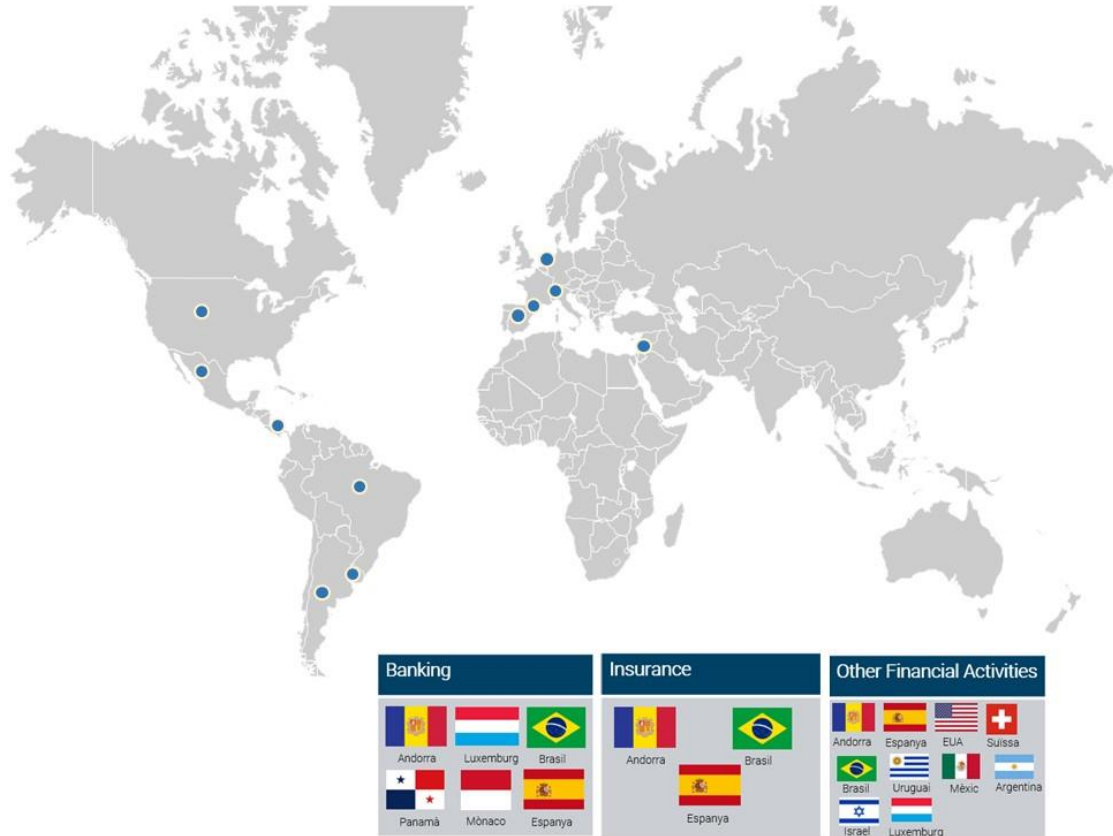 Banking
Andorra Luxemburg Brasil
Panamà Mònaco Espanya
Insurance
Andorra Brasil
Espanya
Other Financial Activities
Andorra Espanya EUA Suïssa
Brasil Uruguai Mèxic Argentina
Israel Luxemburg